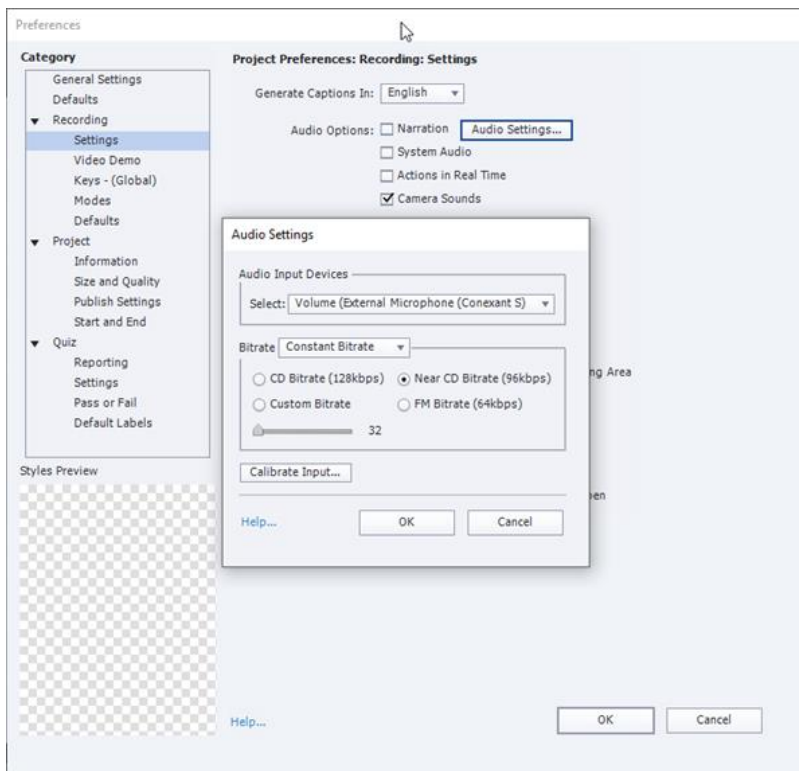 Preferences
Category
General Settings
Defaults
Recording
Settings
Video Demo
Keys - (Global)
Modes
Defaults
Project
Information
Size and Quality
Publish Settings
Start and End
Quiz
Reporting
Settings
Pass or Fail
Default Labels
Styles Preview
Project Preferences: Recording: Settings
Generate Captions In: English
Audio Options: Narration Audio Settings...
System Audio
Actions in Real Time
Camera Sounds
Audio Settings
Audio Input Devices
Select: Volume (External Microphone (Conexant S)
Bitrate Constant Bitrate
CD Bitrate (128kbps) Near CD Bitrate (96kbps)
Custom Bitrate FM Bitrate (64kbps)
32
Calibrate Input...
Help... OK Cancel
ng Area
en
Help... OK Cancel